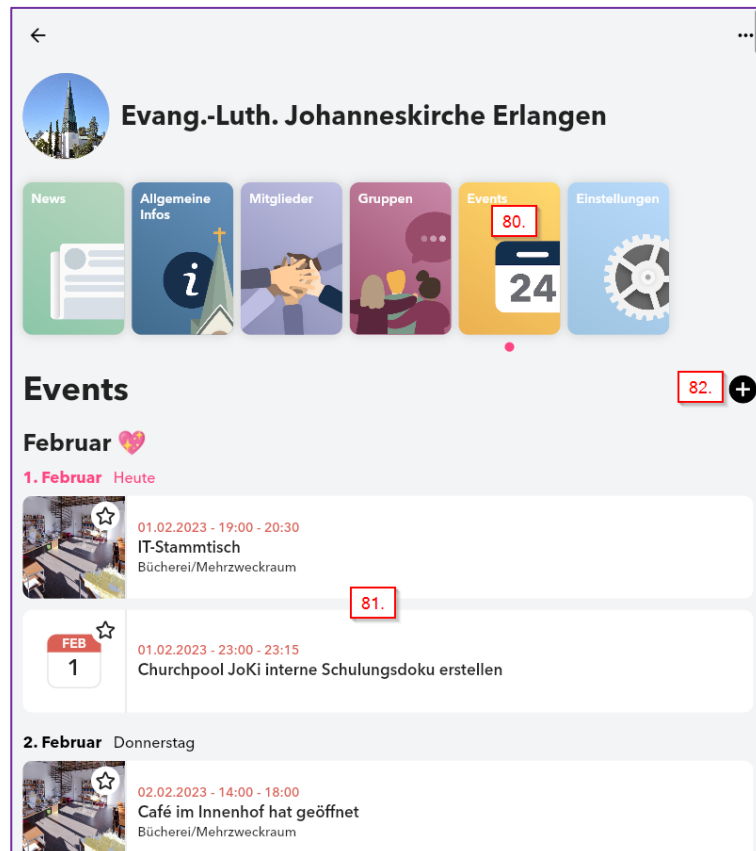 Evang.-Luth. Johanneskirche Erlangen
News
Allgemeine
Infos
Mitglieder
Gruppen
Events
Einstellungen
80.
i
24
Events
82.
Februar 💖
1. Februar Heute
01.02.2023 - 19:00 - 20:30
IT-Stammtisch
Bücherei/Mehrzweckraum
81.
FEB
1
01.02.2023 - 23:00 - 23:15
Churchpool JoKi interne Schulungsdoku erstellen
2. Februar Donnerstag
02.02.2023 - 14:00 - 18:00
Café im Innenhof hat geöffnet
Bücherei/Mehrzweckraum